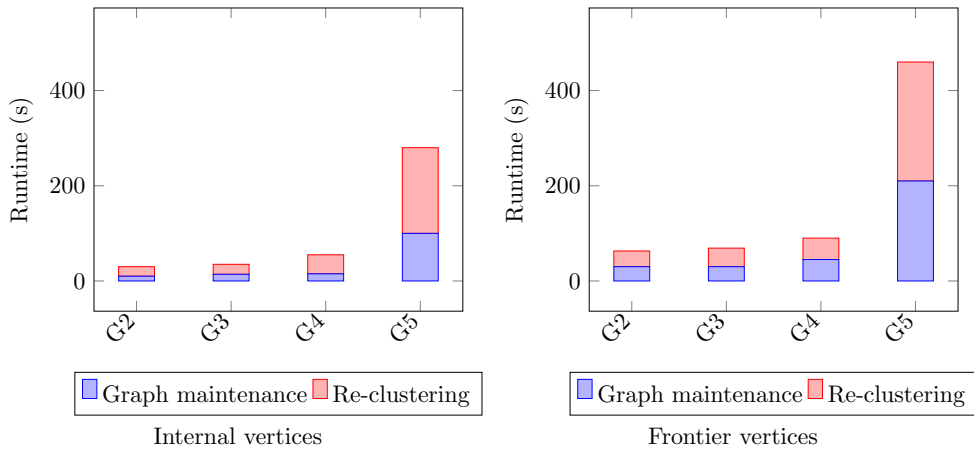 Runtime (s)
400
200
0
G2
G3
G4
G5
Graph maintenance
Re-clustering
Internal vertices
Runtime (s)
400
200
0
G2
G3
G4
G5
Graph maintenance
Re-clustering
Frontier vertices